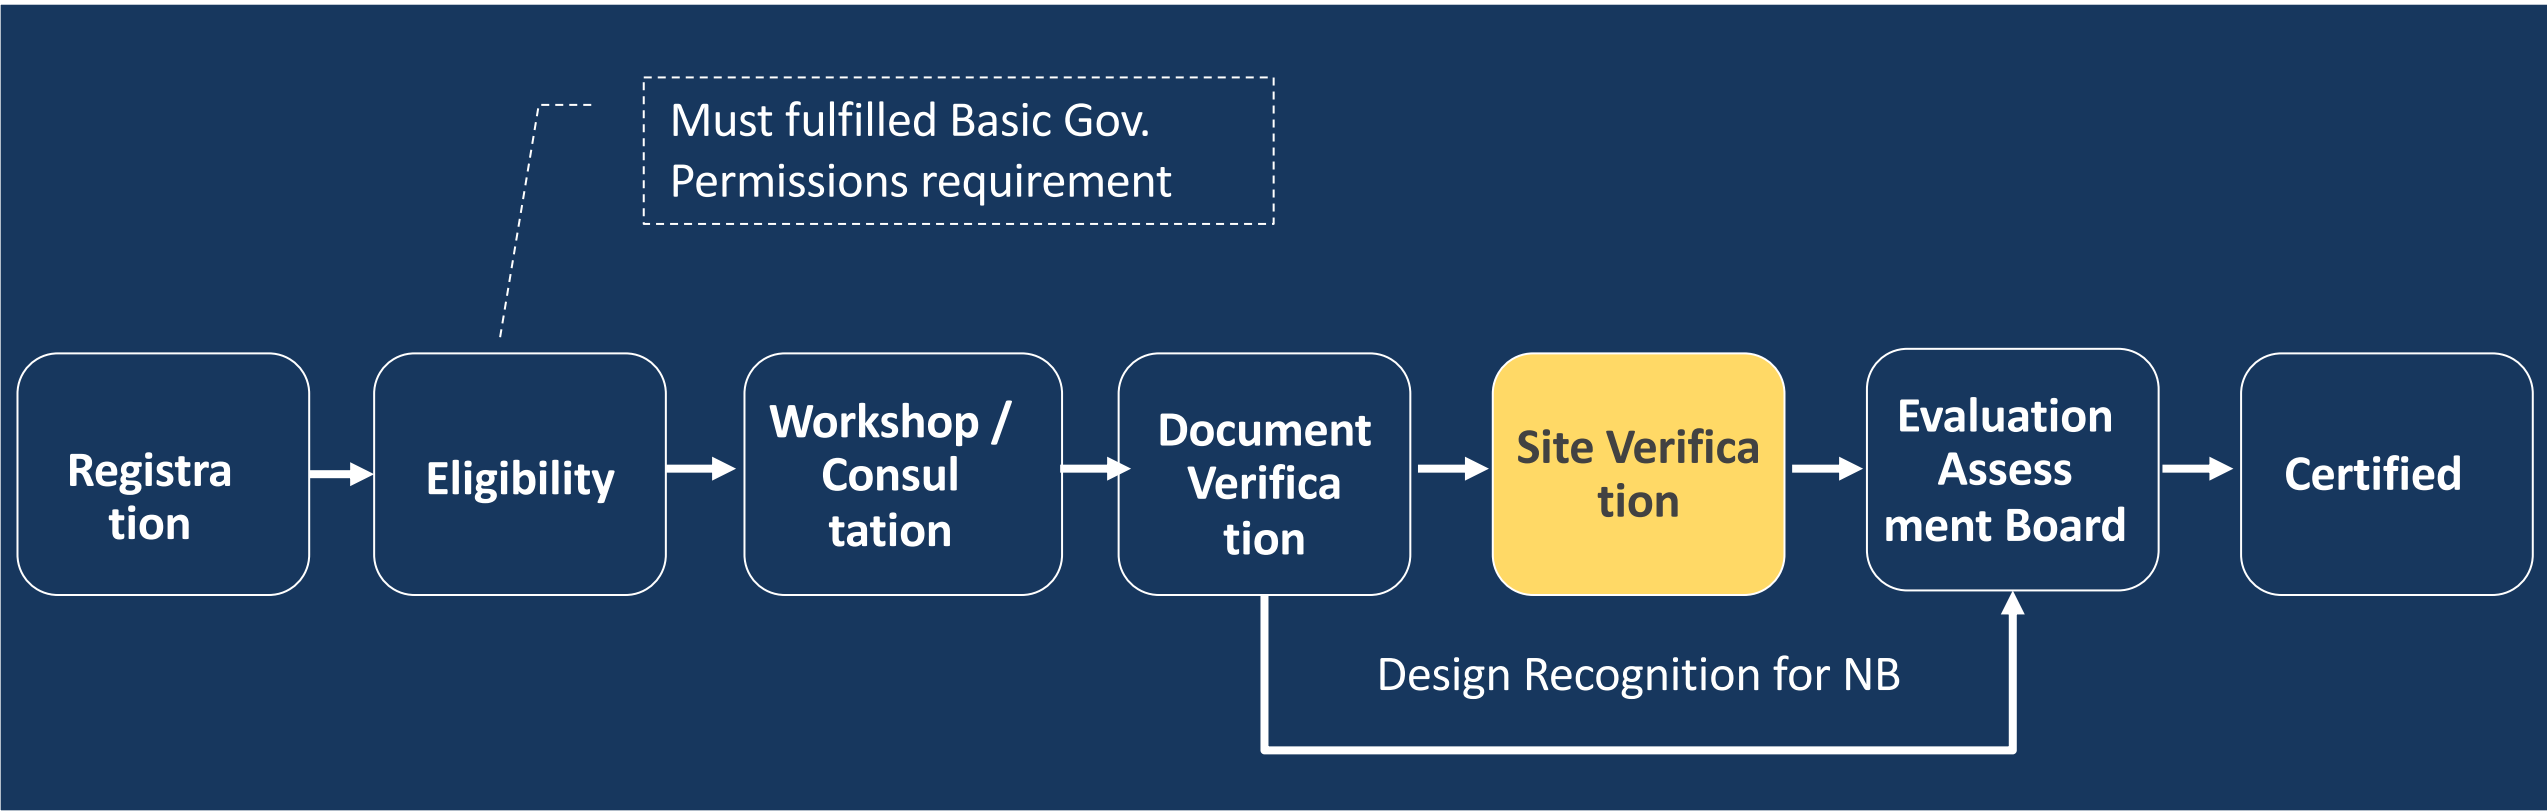 Must fulfilled Basic Gov.
Permissions requirement
Registra
tion
Eligibility
Workshop /
Consul
tation
Document
Verifica
tion
Site Verifica
tion
Evaluation
Assess
ment Board
Certified
Design Recognition for NB